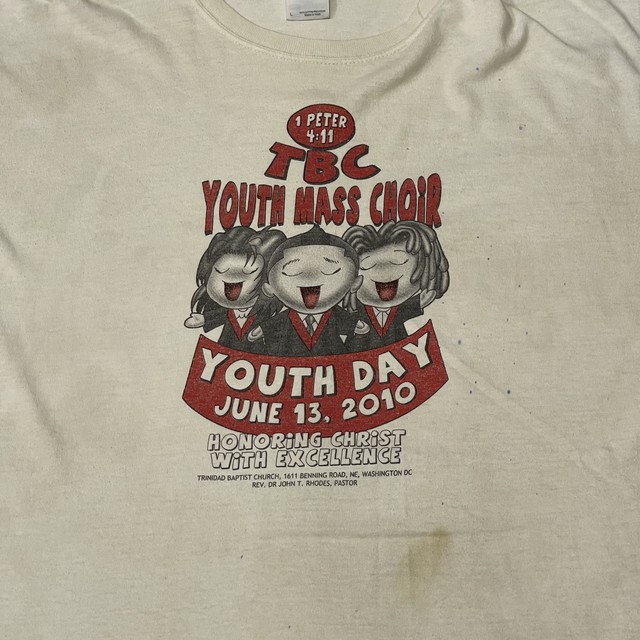 1 PETER
4:11
TBC
YOUTH MASS CHOIR
YOUTH DAY
JUNE 13, 2010
HONORING CHRIST
WITH EXCELLENCE
TRINIDAD BAPTIST CHURCH, 1611 BENNING ROAD, NE, WASHINGTON DC
REV. DR JOHN T. RHODES, PASTOR